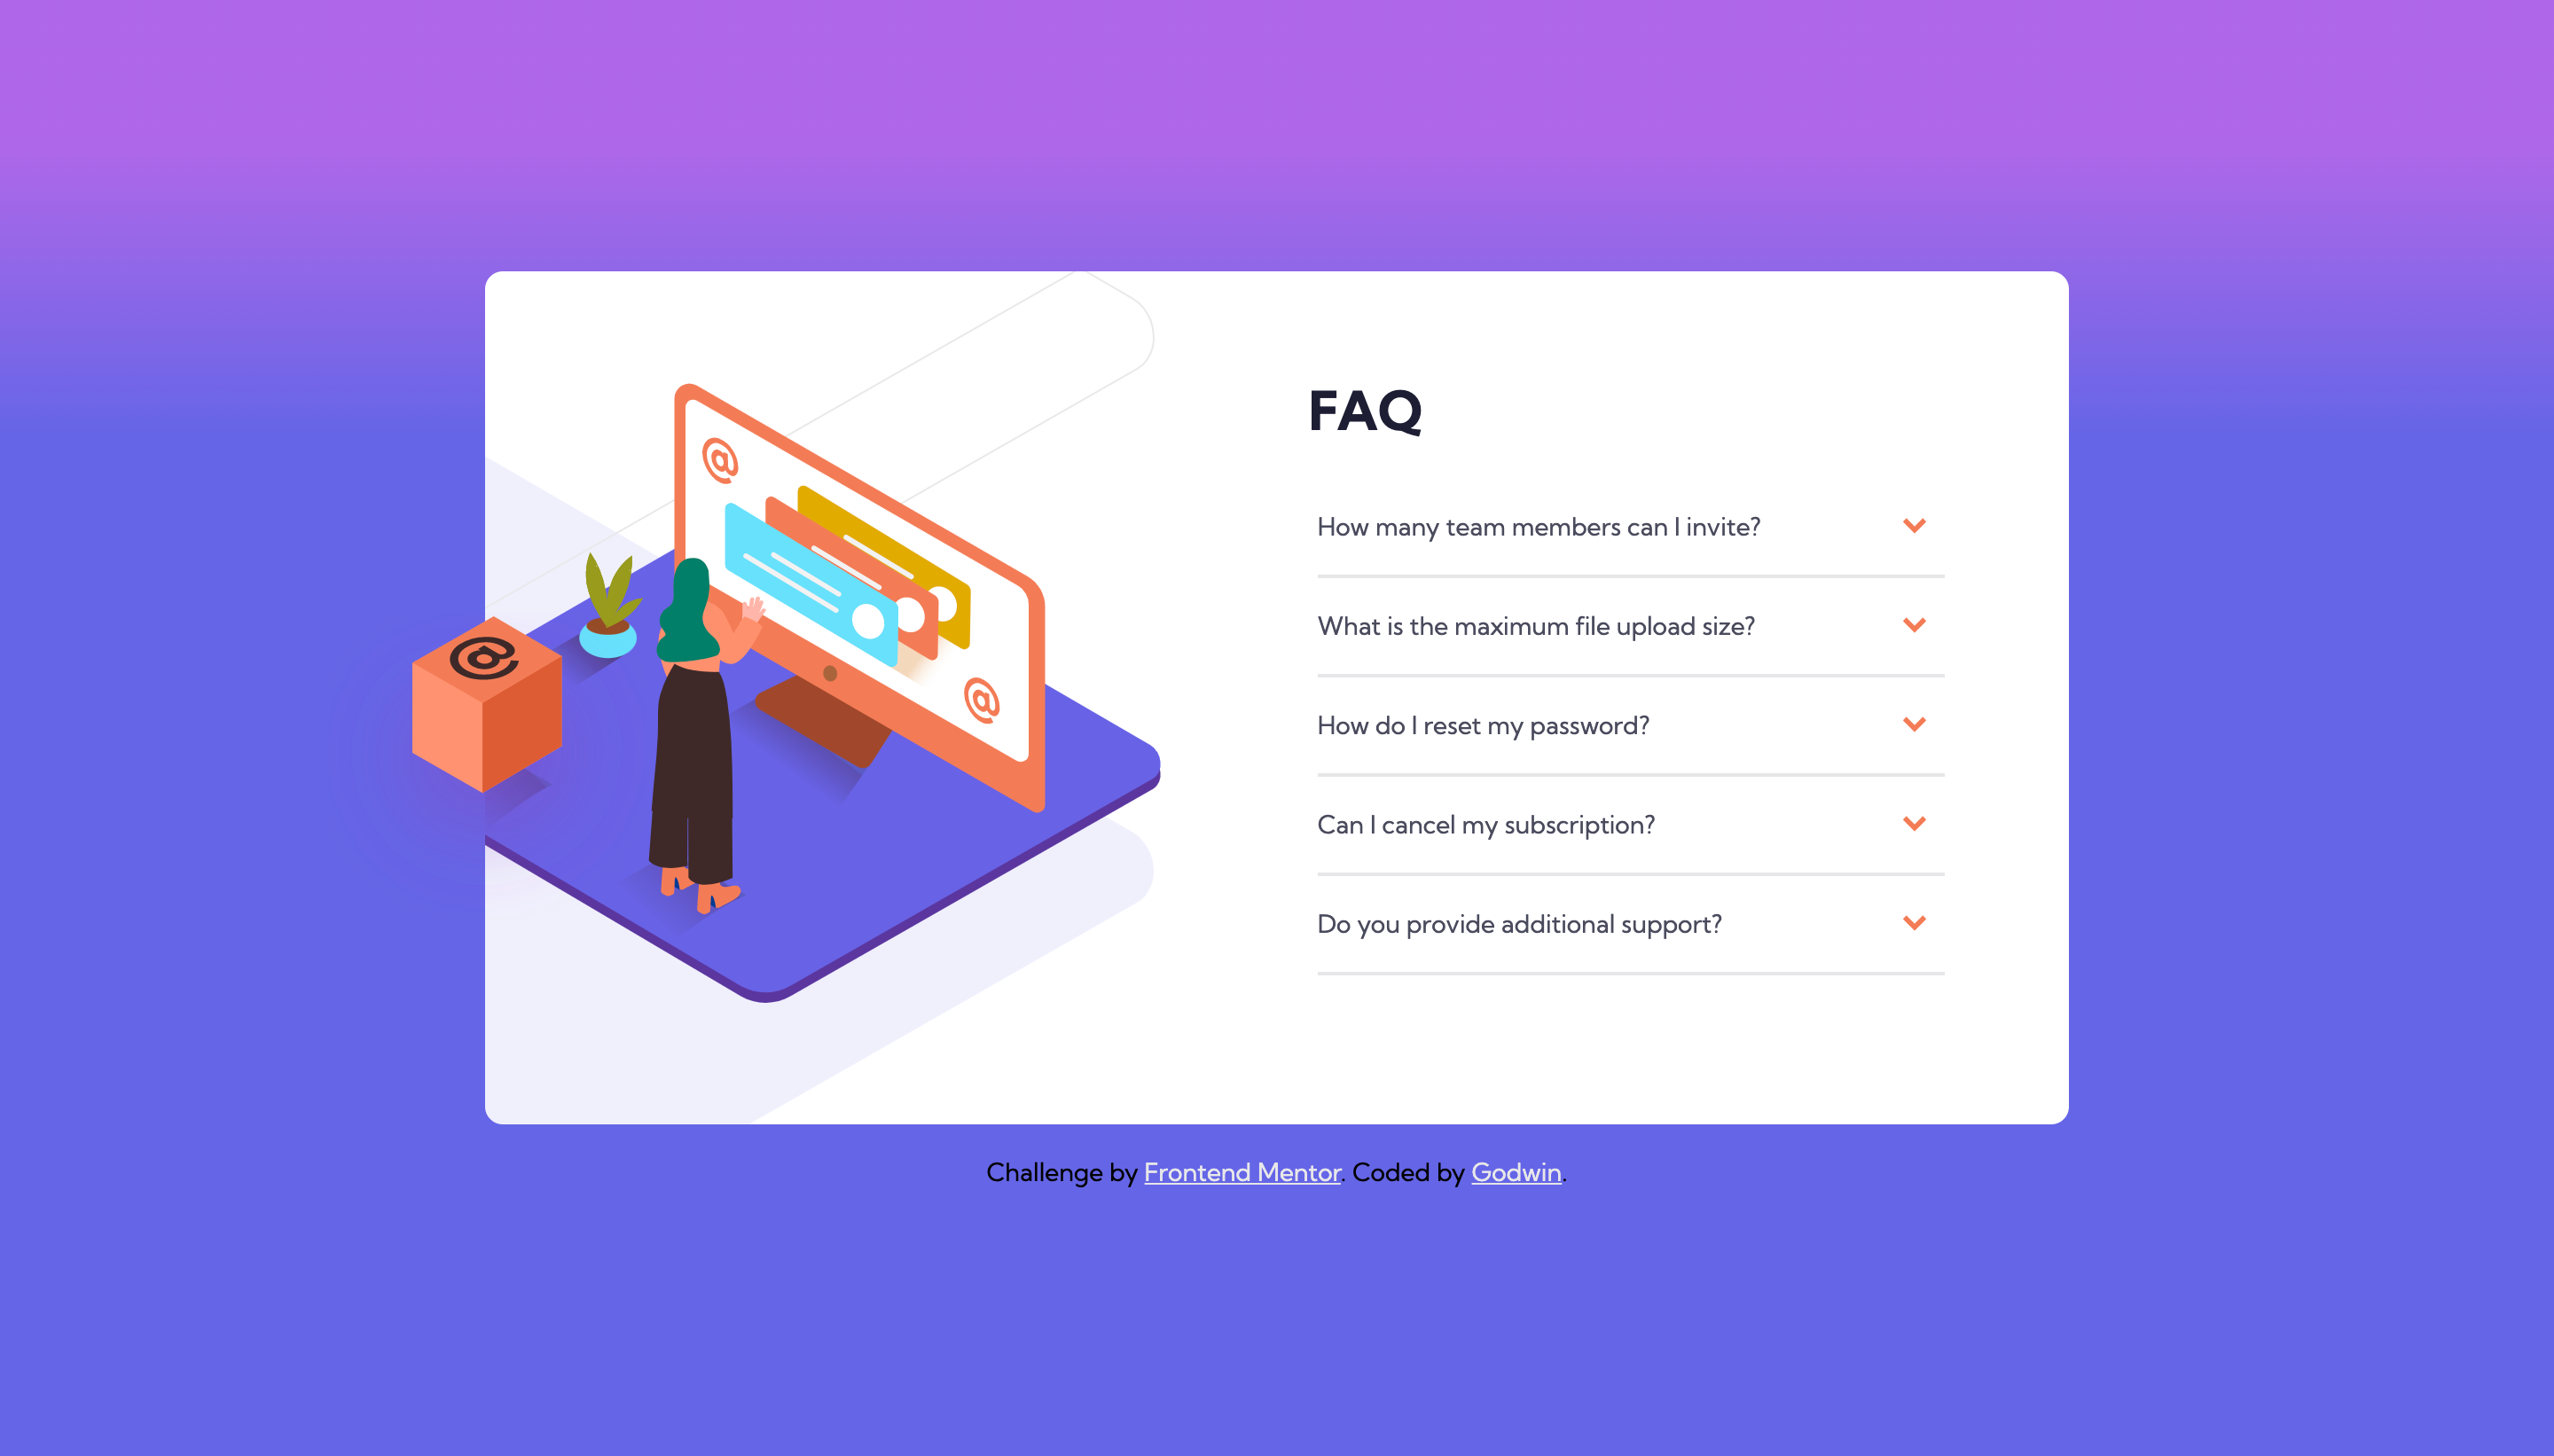 @
@
@
FAQ
How many team members can I invite?
What is the maximum file upload size?
How do I reset my password?
Can I cancel my subscription?
Do you provide additional support?
Challenge by Frontend Mentor. Coded by Godwin.